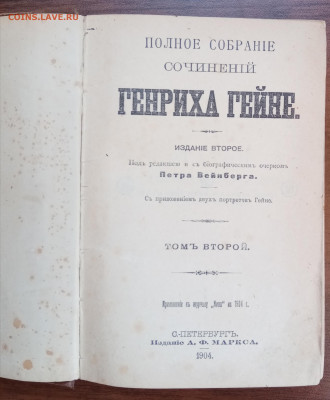 COINS.LAVE.RU
ПОЛНОЕ СОБРАНІЕ
СОЧИНЕНІЙ
ГЕНРИХА ГЕЙНЕ.
ИЗДАНІЕ ВТОРОЕ.
Подъ редакціею и съ біографическимъ очеркомъ
Петра Вейнберга.
Съ приложеніемъ двухъ портретовъ Гейне.
ТОМЪ ВТОРОЙ.
Приложеніе къ журналу „Нива“ на 1904 г.
С.-ПЕТЕРБУРГЪ.
Изданіе А. Ф. МАРКСА.
1904.